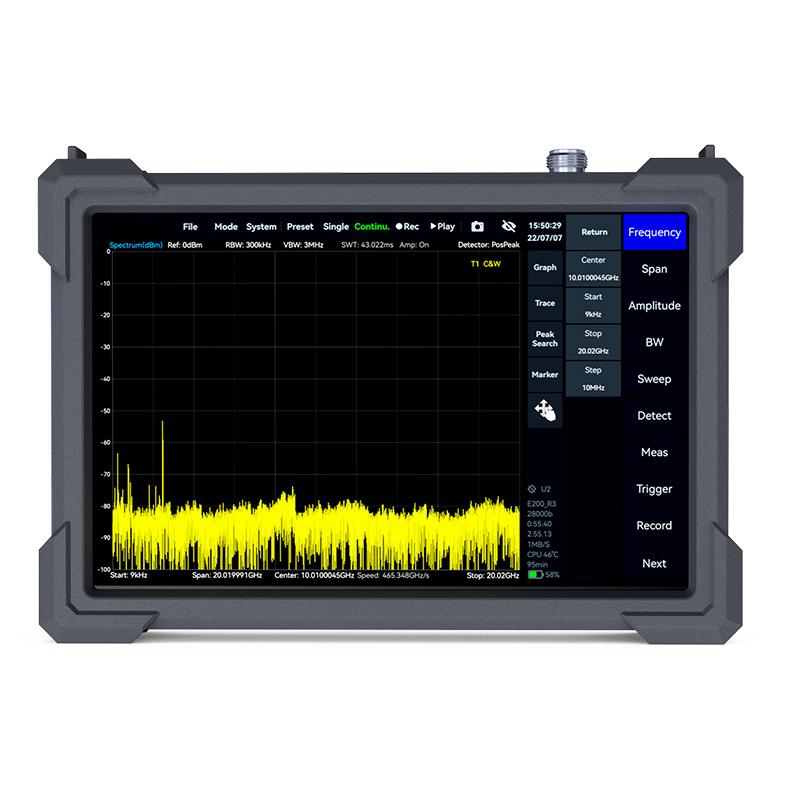 File Mode System Preset Single Continu. Rec Play
15:50:29
22/07/07
Spectrum(dBm) Ref: 0dBm RBW: 300kHz VBW: 3MHz SWT: 43.022ms Amp: On Detector: PosPeak
T1 C&W
0
-10
-20
-30
-40
-50
-60
-70
-80
-90
-100
Start: 9kHz Span: 20.019991GHz Center: 10.0100045GHz Speed: 465.348GHz/s Stop: 20.02GHz
Graph
Trace
Peak
Search
Marker
U2
E200_R3
28000b
0.55.40
2.55.13
1MB/S
CPU 46℃
95min
58%
Return
Center
10.0100045GHz
Start
9kHz
Stop
20.02GHz
Step
10MHz
Frequency
Span
Amplitude
BW
Sweep
Detect
Meas
Trigger
Record
Next